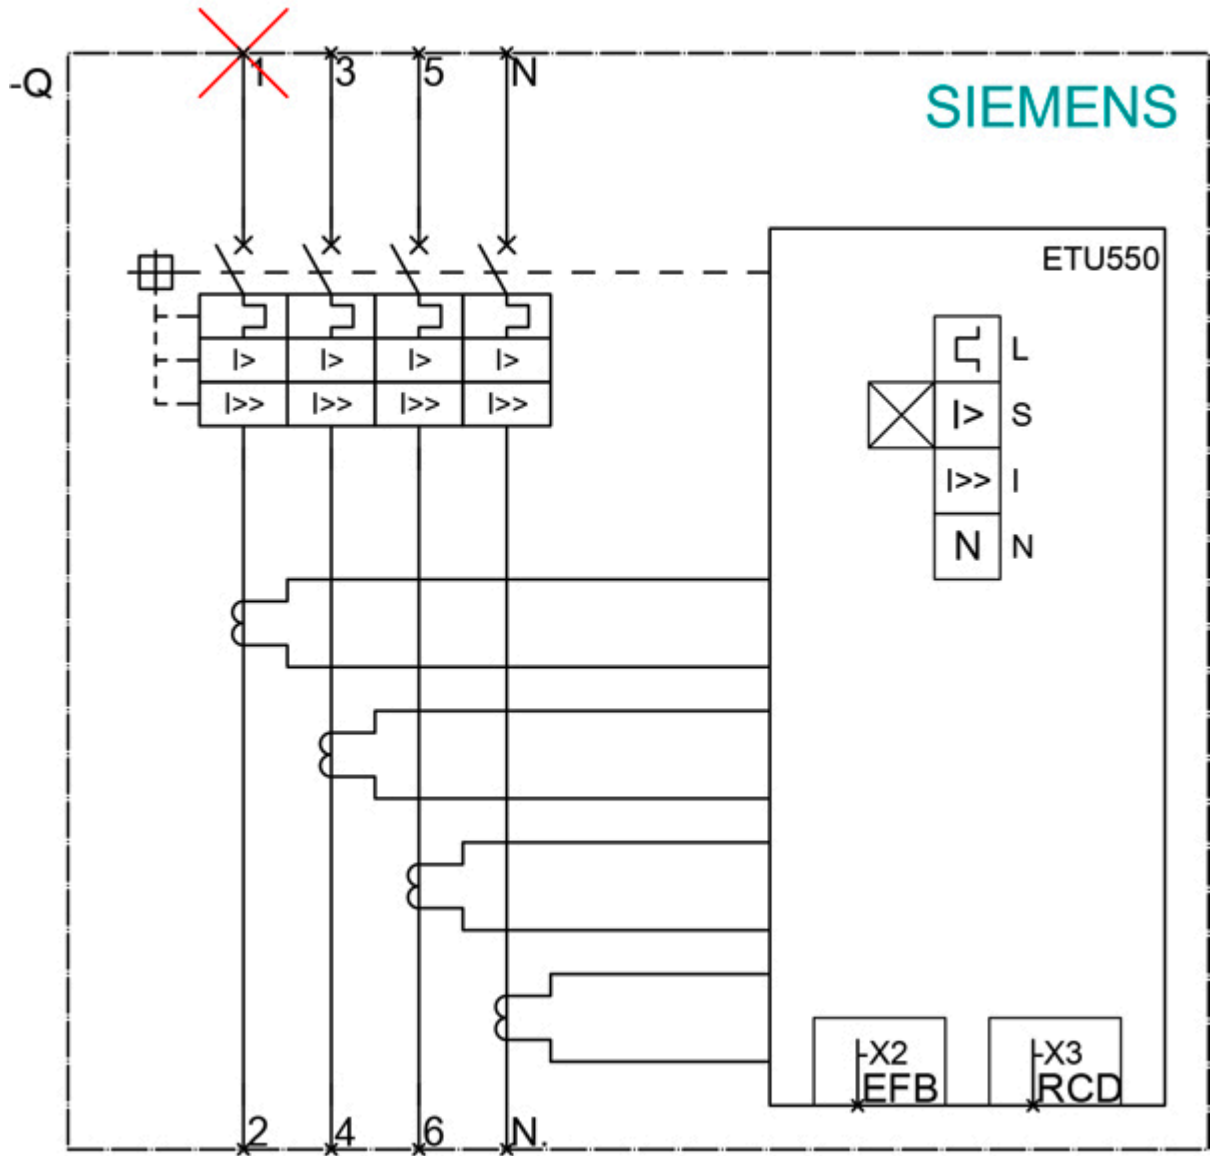 1 3 5 N
-Q
SIEMENS
ETU550
L
I> I> I> I>
I>> I>> I>> I>>
I> S
I>> I
N N
-X2 -X3
EFB RCD
2 4 6 N.